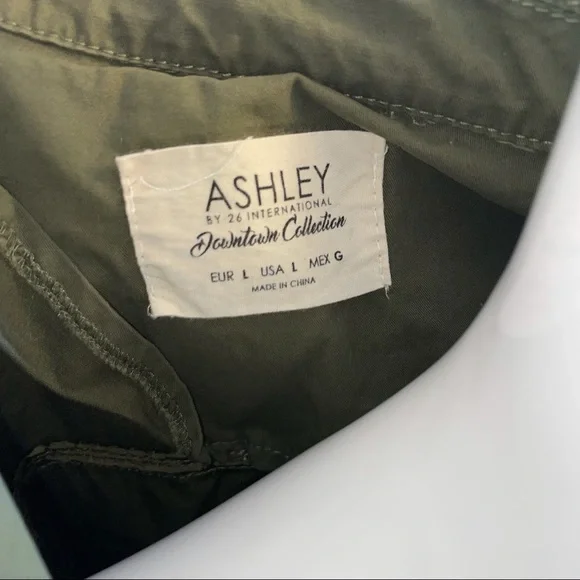 ASHLEY
BY 26 INTERNATIONAL
Downtown Collection
EUR L USA L MEX G
MADE IN CHINA